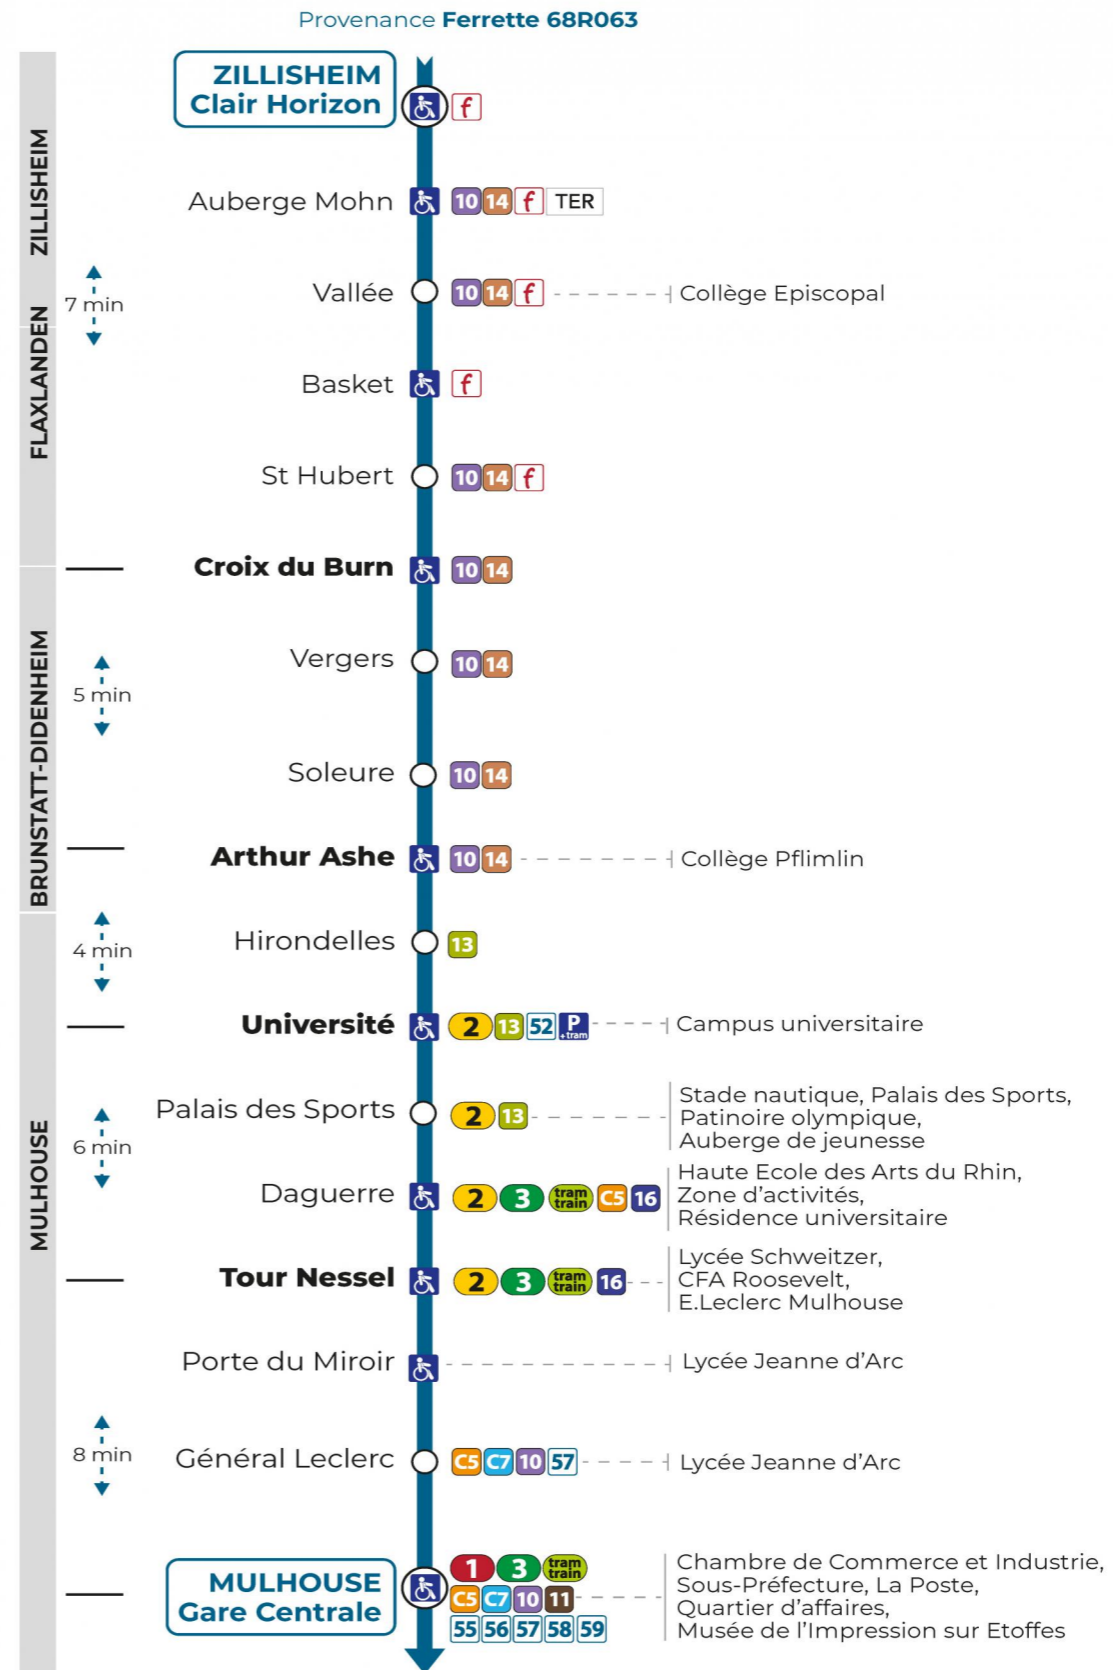 Provenance Ferrette 68R063
ZILLISHEIM
Clair Horizon
f
Auberge Mohn
10 14 f TER
Vallée
10 14 f
Collège Episcopal
Basket
f
St Hubert
10 14 f
Croix du Burn
10 14
Vergers
10 14
Soleure
10 14
Arthur Ashe
10 14
Collège Pflimlin
Hirondelles
13
Université
2 13 52 P +tram
Campus universitaire
Palais des Sports
2 13
Stade nautique, Palais des Sports,
Patinoire olympique,
Auberge de jeunesse
Daguerre
2 3 tram train C5 16
Haute Ecole des Arts du Rhin,
Zone d'activités,
Résidence universitaire
Tour Nessel
2 3 tram train 16
Lycée Schweitzer,
CFA Roosevelt,
E.Leclerc Mulhouse
Porte du Miroir
Lycée Jeanne d'Arc
Général Leclerc
C5 C7 10 57
Lycée Jeanne d'Arc
MULHOUSE
Gare Centrale
1 3 tram train
C5 C7 10 11
55 56 57 58 59
Chambre de Commerce et Industrie,
Sous-Préfecture, La Poste,
Quartier d'affaires,
Musée de l'Impression sur Etoffes
ZILLISHEIM
FLAXLANDEN
BRUNSTATT-DIDENHEIM
MULHOUSE
7 min
5 min
4 min
6 min
8 min